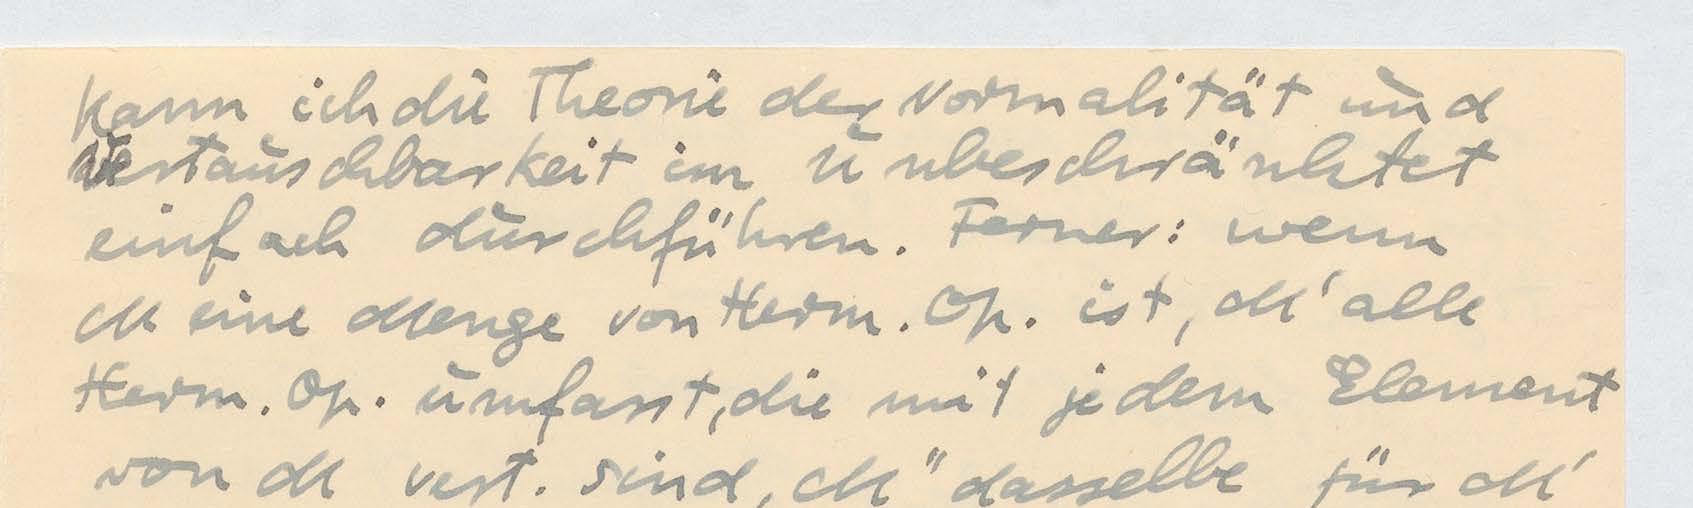 kann ich die Theorie der Normalität und
Vertauschbarkeit im Unbeschränktet
einfach durchführen. Ferner: wenn
M eine Menge von Herm. Op. ist, M' alle
Herm. Op. umfasst, die mit jedem Element
von M vert. sind, M" dasselbe für M'